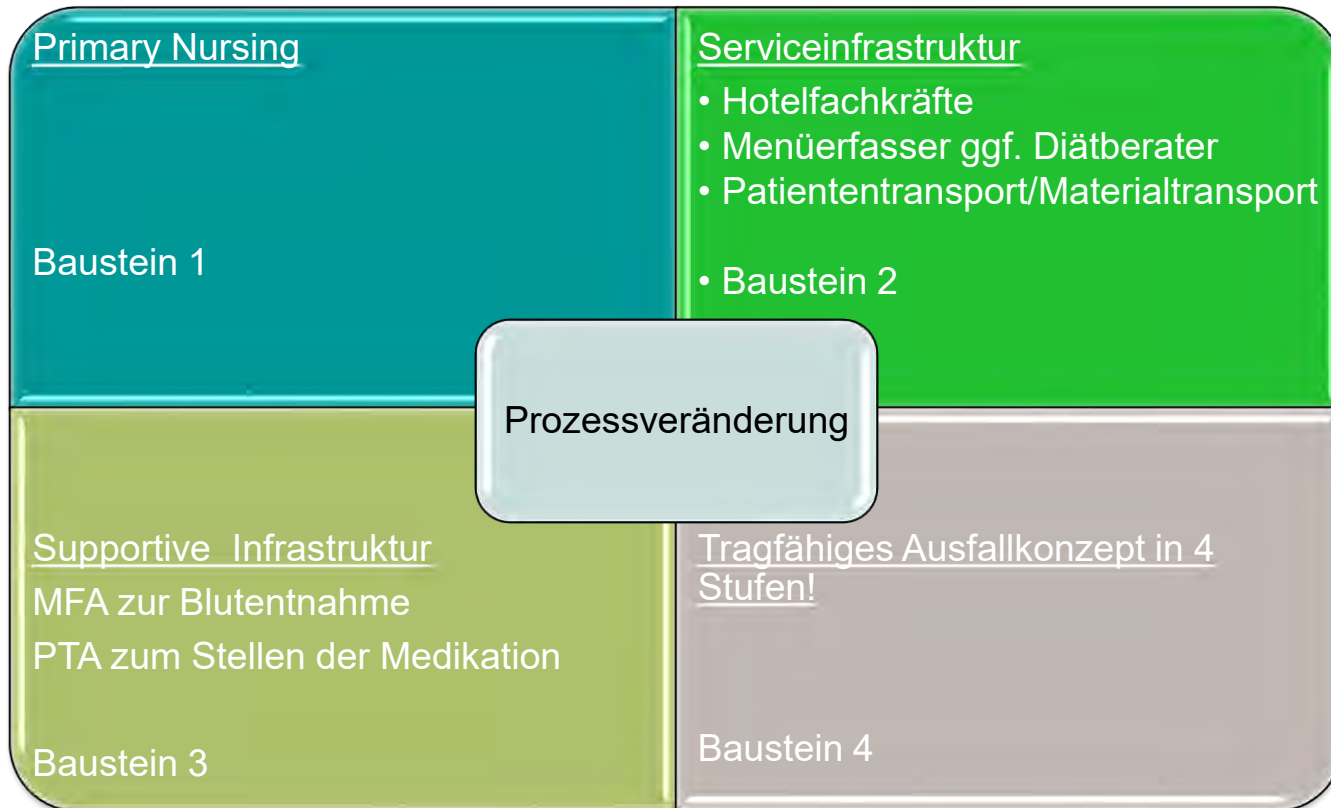 Primary Nursing
Baustein 1
Serviceinfrastruktur
• Hotelfachkräfte
• Menüerfasser ggf. Diätberater
• Patiententransport/Materialtransport
• Baustein 2
Prozessveränderung
Supportive  Infrastruktur
MFA zur Blutentnahme
PTA zum Stellen der Medikation
Baustein 3
Tragfähiges Ausfallkonzept in 4
Stufen!
Baustein 4